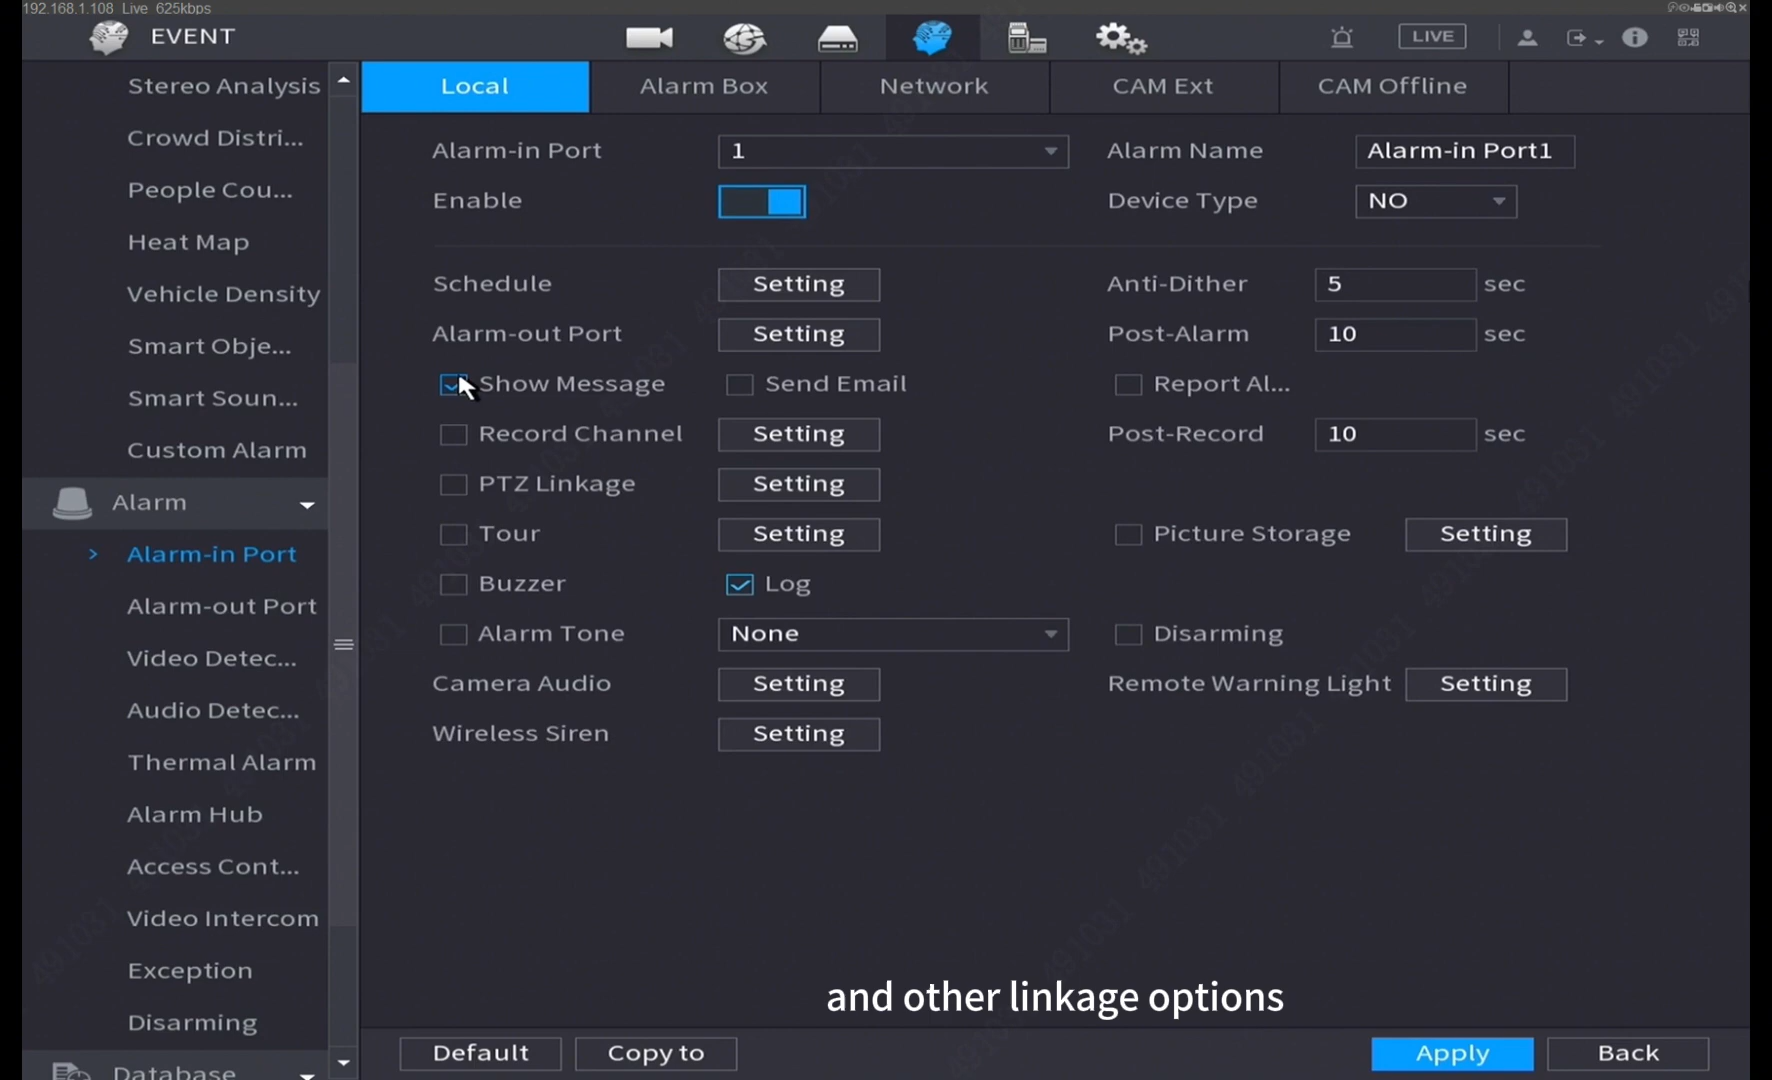 192.168.1.108 Live 625kbps
EVENT
LIVE
Stereo Analysis
Crowd Distri...
People Cou...
Heat Map
Vehicle Density
Smart Obje...
Smart Soun...
Custom Alarm
Alarm
> Alarm-in Port
Alarm-out Port
Video Detec...
Audio Detec...
Thermal Alarm
Alarm Hub
Access Cont...
Video Intercom
Exception
Disarming
Database
Local Alarm Box Network CAM Ext CAM Offline
Alarm-in Port 1 Alarm Name Alarm-in Port1
Enable Device Type NO
Schedule Setting Anti-Dither 5 sec
Alarm-out Port Setting Post-Alarm 10 sec
Show Message Send Email Report Al...
Record Channel Setting Post-Record 10 sec
PTZ Linkage Setting
Tour Setting Picture Storage Setting
Buzzer Log
Alarm Tone None Disarming
Camera Audio Setting Remote Warning Light Setting
Wireless Siren Setting
and other linkage options
Default Copy to Apply Back
491031